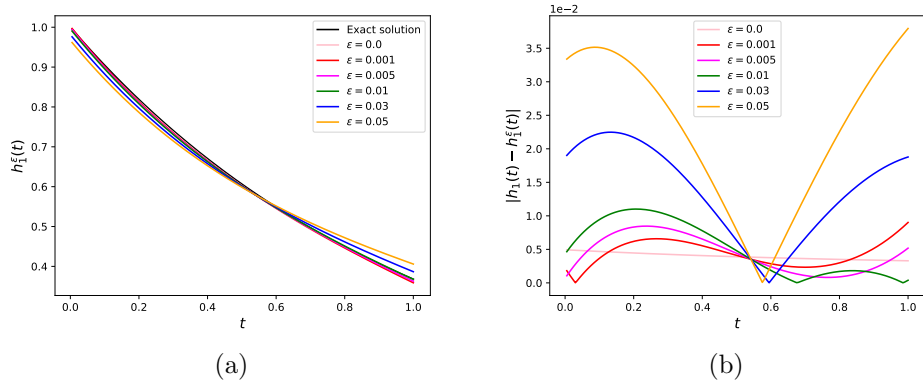 1.0
0.9
0.8
0.7
0.6
0.5
0.4
h₁^ε(t)
0.0 0.2 0.4 0.6 0.8 1.0
t
Exact solution
ε = 0.0
ε = 0.001
ε = 0.005
ε = 0.01
ε = 0.03
ε = 0.05
(a)
1e−2
3.5
3.0
2.5
2.0
1.5
1.0
0.5
0.0
|h₁(t) − h₁^ε(t)|
0.0 0.2 0.4 0.6 0.8 1.0
t
ε = 0.0
ε = 0.001
ε = 0.005
ε = 0.01
ε = 0.03
ε = 0.05
(b)